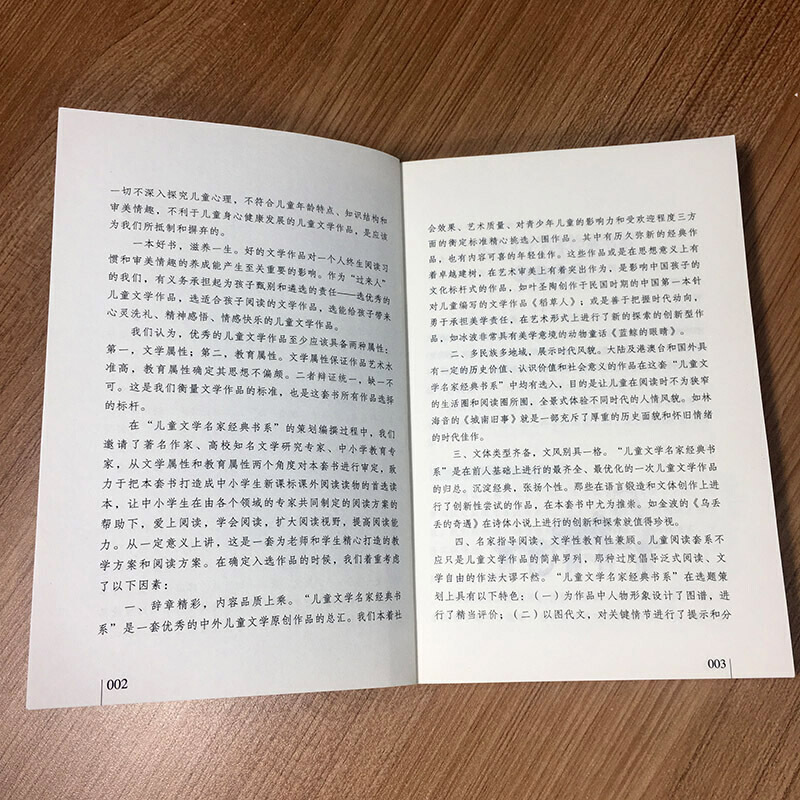 一切不深入探究儿童心理，不符合儿童年龄特点、知识结构和
审美情趣，不利于儿童身心健康发展的儿童文学作品，是应该
为我们所抵制和摒弃的。
一本好书，滋养一生。好的文学作品对一个人终生阅读习
惯和审美情趣的养成能产生至关重要的影响。作为“过来人”
的我们，有义务承担起为孩子甄别和遴选的责任——选优秀的
儿童文学作品，选适合孩子阅读的文学作品，选能给孩子带来
心灵洗礼、精神感悟、情感快乐的儿童文学作品。
我们认为，优秀的儿童文学作品至少应该具备两种属性：
第一，文学属性；第二，教育属性。文学属性保证作品艺术水
准高，教育属性确定其思想不偏颇。二者辩证统一，缺一不
可。这是我们衡量文学作品的标准，也是这套书所有作品选择
的标杆。
在“儿童文学名家经典书系”的策划编撰过程中，我们
邀请了著名作家、高校知名文学研究专家、中小学教育专
家，从文学属性和教育属性两个角度对本套书进行审定，致
力于把本套书打造成中小学生新课标课外阅读读物的首选读
本，让中小学生在由各个领域的专家共同制定的阅读方案的
帮助下，爱上阅读，学会阅读，扩大阅读视野，提高阅读能
力。从一定意义上讲，这是一套为老师和学生精心打造的教
学方案和阅读方案。在确定入选作品的时候，我们着重考虑
了以下因素：
一、辞章精彩，内容品质上乘。“儿童文学名家经典书
系”是一套优秀的中外儿童文学原创作品的总汇。我们本着社
002
会效果、艺术质量、对青少年儿童的影响力和受欢迎程度三方
面的衡定标准精心挑选入围作品。其中有历久弥新的经典作
品，也有内容可喜的年轻佳作。这些作品或是在思想意义上有
着卓越建树，在艺术审美上有着突出作为，是影响中国孩子的
文化标杆式的作品，如叶圣陶创作于民国时期的中国第一本针
对儿童编写的文学作品《稻草人》；或是善于把握时代动向，
勇于承担美学责任，在艺术形式上进行了新的探索的创新型作
品，如冰波非常具有美学意境的动物童话《蓝鲸的眼睛》。
二、多民族多地域，展示时代风貌。大陆及港澳台和国外具
有一定的历史价值、认识价值和社会意义的作品在这套“儿童文
学名家经典书系”中均有选入，目的是让儿童在阅读时不为狭窄
的生活圈和阅读圈所囿，全景式体验不同时代的人情风貌。如林
海音的《城南旧事》就是一部充斥了厚重的历史面貌和怀旧情绪
的时代佳作。
三、文体类型齐备，文风别具一格。“儿童文学名家经典书
系”是在前人基础上进行的最齐全、最优化的一次儿童文学作品
的归总。沉淀经典，张扬个性。那些在语言锻造和文体创作上进
行了创新性尝试的作品，在本套书中尤为推崇。如金波的《乌丢
丢的奇遇》在诗体小说上进行的创新和探索就值得珍视。
四、名家指导阅读，文学性教育性兼顾。儿童阅读套系不
应只是儿童文学作品的简单罗列，那种过度倡导泛式阅读、文
学自由的作法大谬不然。“儿童文学名家经典书系”在选题策
划上具有以下特色：（一）为作品中人物形象设计了图谱，进
行了精当评价；（二）以图代文，对关键情节进行了提示和分
003